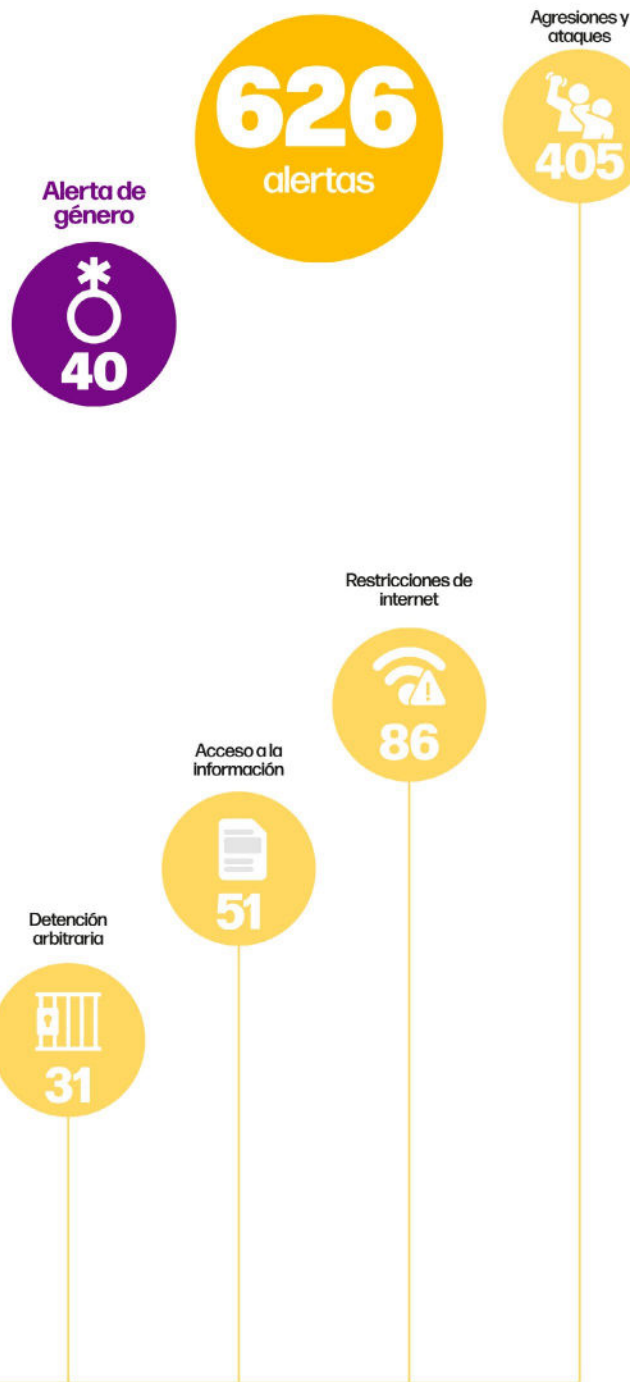 Agresiones y
ataques
405
626
alertas
Alerta de
género
40
Restricciones de
internet
86
Acceso a la
información
51
Detención
arbitraria
31